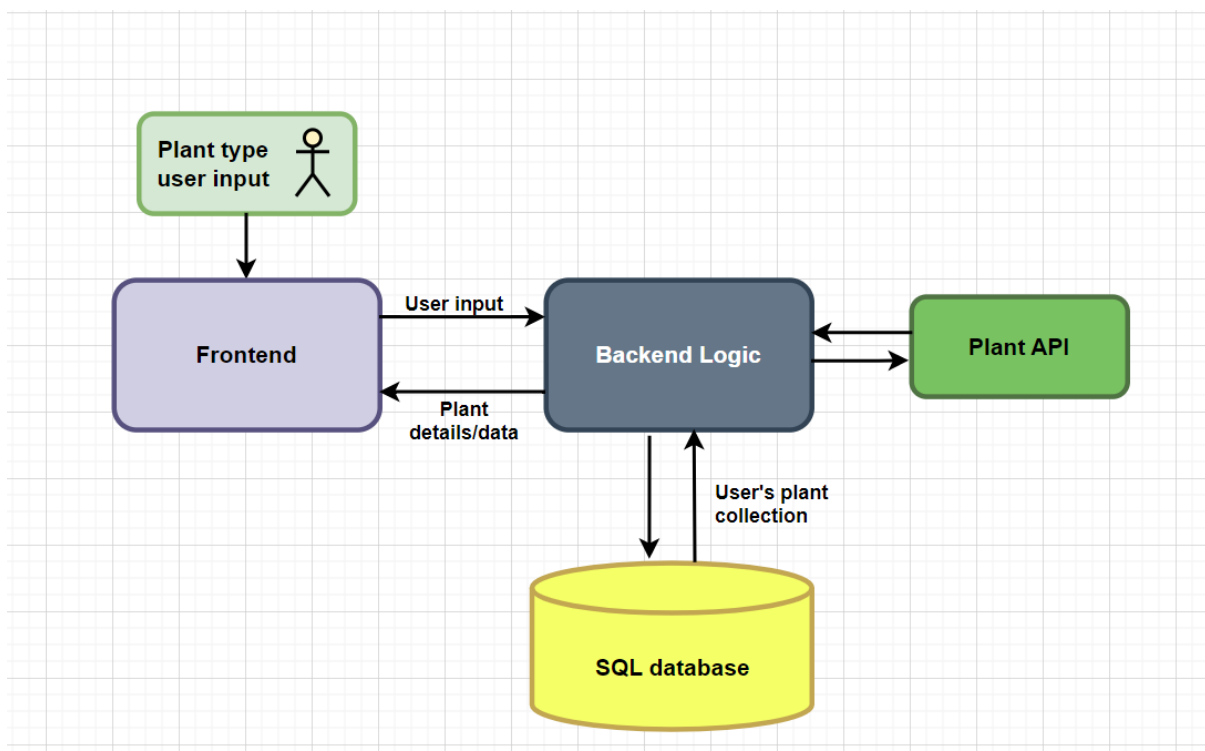 Plant type
user input
User input
Frontend
Backend Logic
Plant API
Plant
details/data
User's plant
collection
SQL database